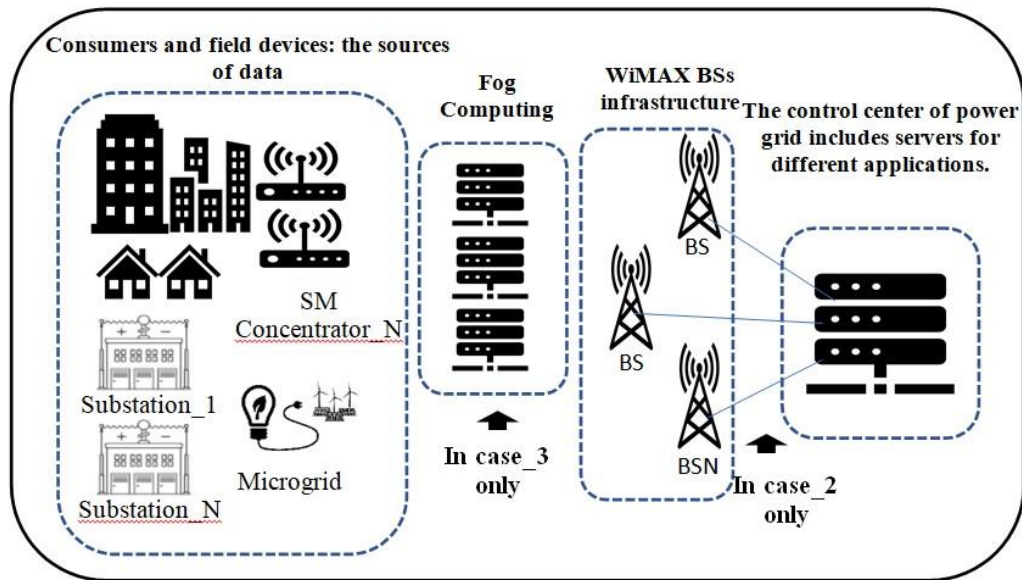 Consumers and field devices: the sources
of data
Fog
Computing
WiMAX BSs
infrastructure
The control center of power
grid includes servers for
different applications.
SM
Concentrator_N
Substation_1
Substation_N
Microgrid
In case_3
only
BS
BS
BSN
In case_2
only